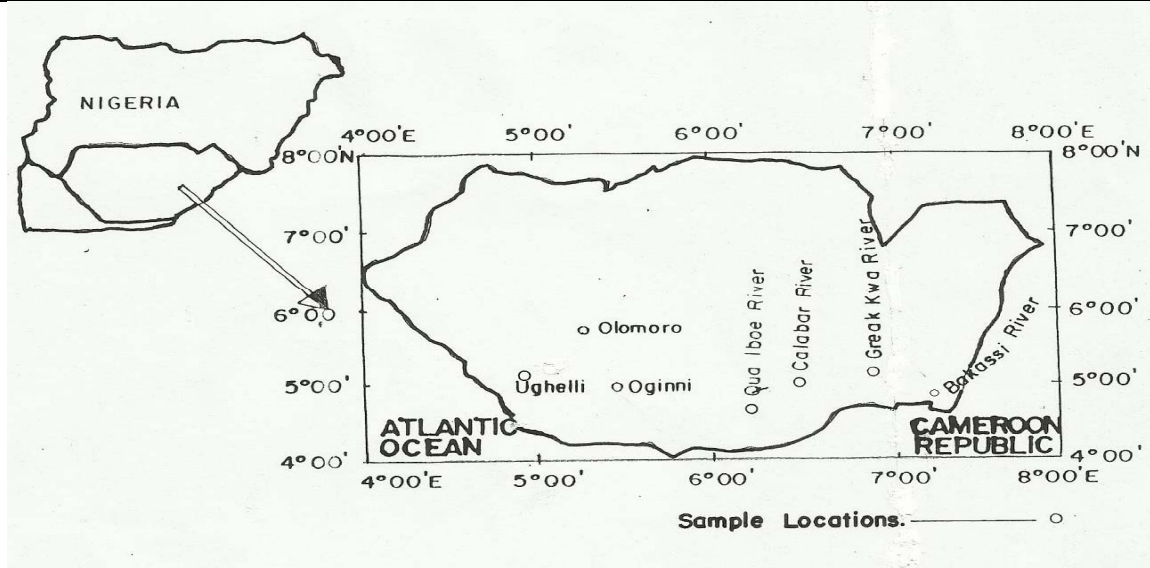 NIGERIA
4°00'E 5°00' 6°00' 7°00' 8°00'E
8°00'N 8°00'N
7°00' 7°00'
6°00 6°00'
5°00' 5°00'
4°00' 4°00'
Olomoro
Ughelli
Oginni
Qua Iboe River
Calabar River
Greak Kwa River
Bakassi River
ATLANTIC
OCEAN
CAMEROON
REPUBLIC
4°00'E 5°00' 6°00' 7°00' 8°00'E
Sample Locations.